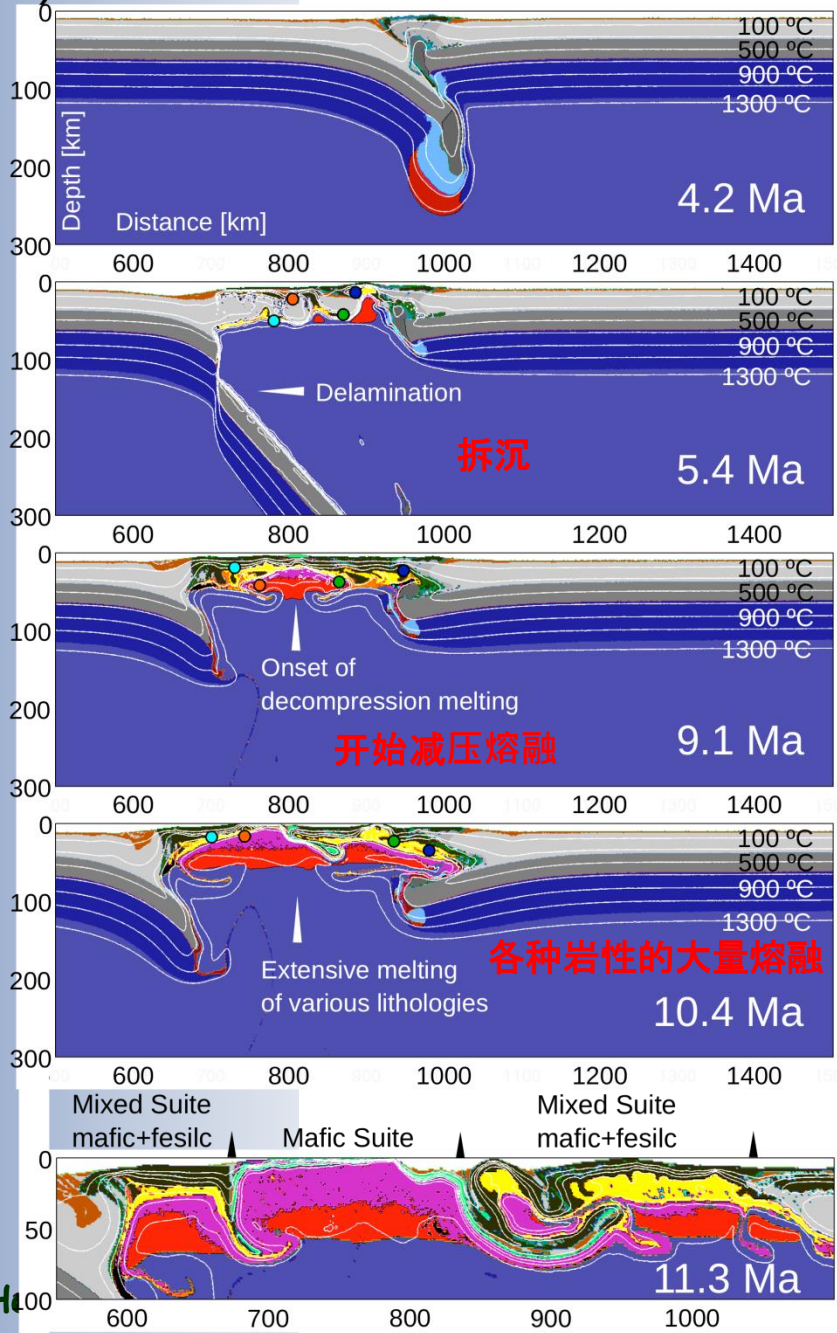 0
100 ºC
500 ºC
900 ºC
1300 ºC
100
200
300
Depth [km]
Distance [km]
4.2 Ma
600 800 1000 1200 1400
0
100 ºC
500 ºC
900 ºC
1300 ºC
100
Delamination
200
拆沉
5.4 Ma
300
600 800 1000 1200 1400
0
100 ºC
500 ºC
900 ºC
1300 ºC
100
Onset of
decompression melting
200
开始减压熔融
9.1 Ma
300
600 800 1000 1200 1400
0
100 ºC
500 ºC
900 ºC
1300 ºC
100
各种岩性的大量熔融
Extensive melting
of various lithologies
200
10.4 Ma
300
600 800 1000 1200 1400
Mixed Suite
mafic+fesilc
Mafic Suite
Mixed Suite
mafic+fesilc
0
50
11.3 Ma
100
600 700 800 900 1000